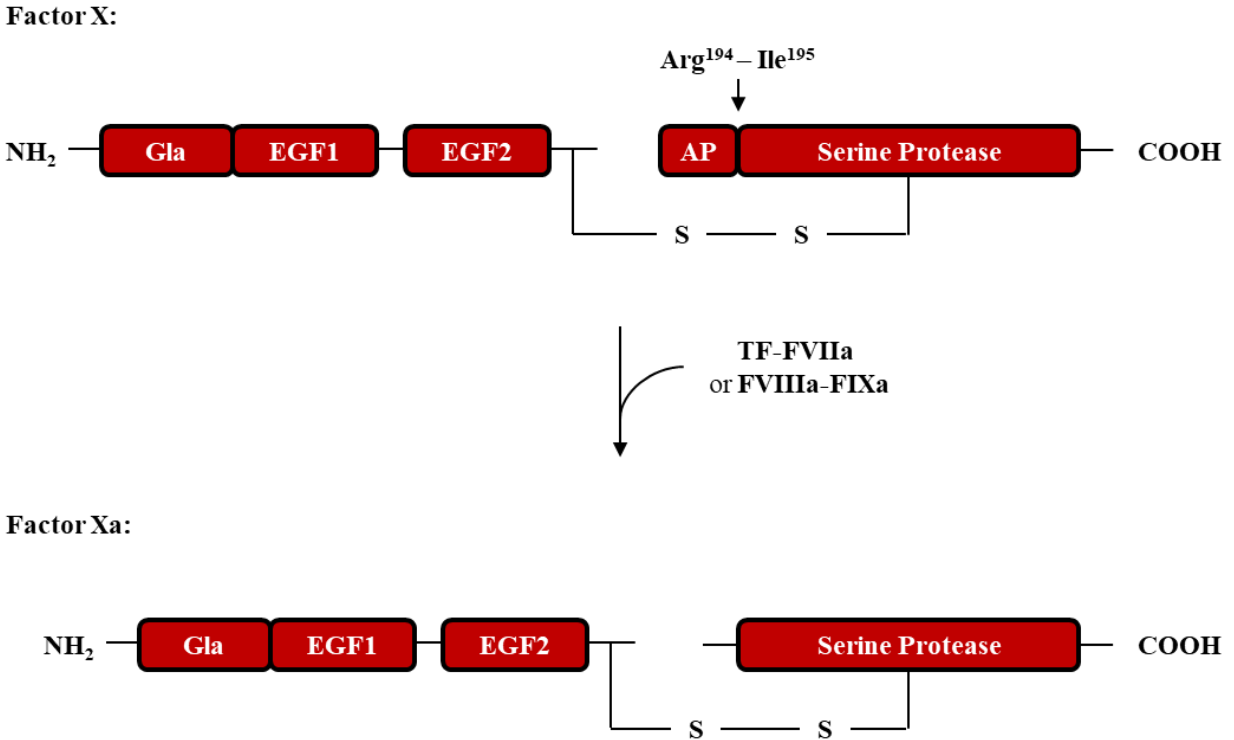 Factor X:
Arg¹⁹⁴ – Ile¹⁹⁵
NH₂ Gla EGF1 EGF2 AP Serine Protease COOH
S S
TF-FVIIa
or FVIIIa-FIXa
Factor Xa:
NH₂ Gla EGF1 EGF2 Serine Protease COOH
S S